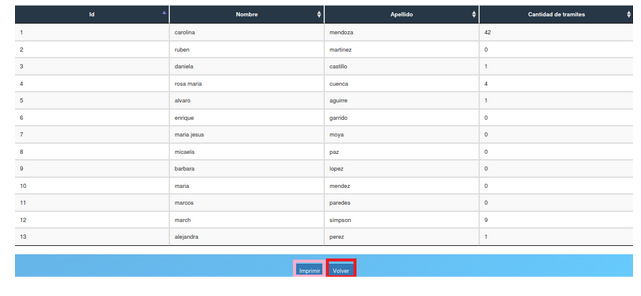 Id Nombre Apellido Cantidad de tramites
1 carolina mendoza 42
2 ruben martinez 0
3 daniela castillo 1
4 rosa maria cuenca 4
5 alvaro aguirre 1
6 enrique garrido 0
7 maria jesus moya 0
8 micaela paz 0
9 barbara lopez 0
10 maria mendez 0
11 marcos paredes 0
12 march simpson 9
13 alejandra perez 1
Imprimir Volver